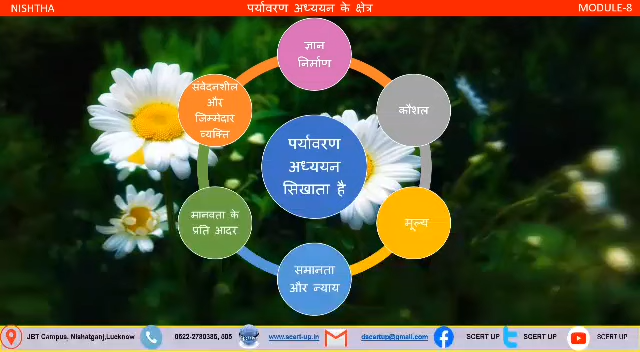 NISHTHA पर्यावरण अध्ययन के क्षेत्र MODULE-8
ज्ञान
निर्माण
कौशल
मूल्य
समानता
और न्याय
मानवता के
प्रति आदर
संवेदनशील
और
जिम्मेदार
व्यक्ति
पर्यावरण
अध्ययन
सिखाता है
JBT Campus, Nishatganj,Lucknow 0522-2780385, 505 www.scert-up.in dscertup@gmail.com SCERT UP SCERT UP SCERT UP